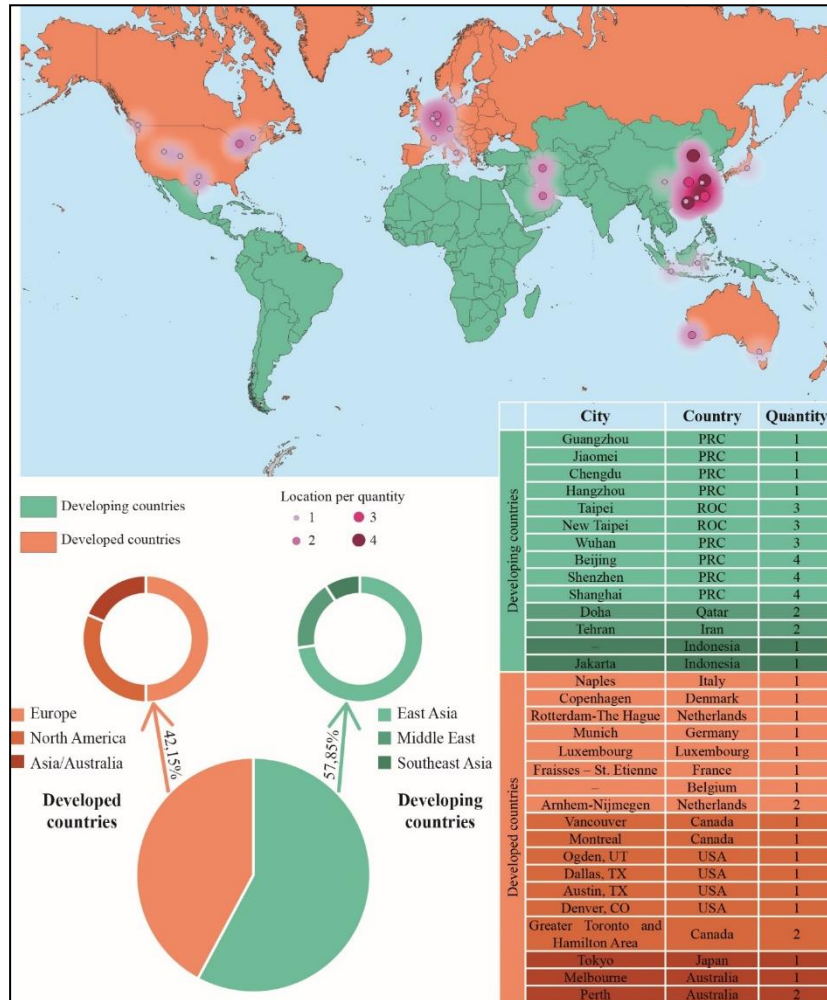 City Country Quantity
Developing countries
Guangzhou PRC 1
Jiaomei PRC 1
Chengdu PRC 1
Hangzhou PRC 1
Taipei ROC 3
New Taipei ROC 3
Wuhan PRC 3
Beijing PRC 4
Shenzhen PRC 4
Shanghai PRC 4
Doha Qatar 2
Tehran Iran 2
– Indonesia 1
Jakarta Indonesia 1
Developed countries
Naples Italy 1
Copenhagen Denmark 1
Rotterdam-The Hague Netherlands 1
Munich Germany 1
Luxembourg Luxembourg 1
Fraisses – St. Etienne France 1
– Belgium 1
Arnhem-Nijmegen Netherlands 2
Vancouver Canada 1
Montreal Canada 1
Ogden, UT USA 1
Dallas, TX USA 1
Austin, TX USA 1
Denver, CO USA 1
Greater Toronto and
Hamilton Area Canada 2
Tokyo Japan 1
Melbourne Australia 1
Perth Australia 2
Developing countries
Developed countries
Location per quantity
1 3
2 4
Europe
North America
Asia/Australia
42,15%
Developed
countries
57,85%
East Asia
Middle East
Southeast Asia
Developing
countries